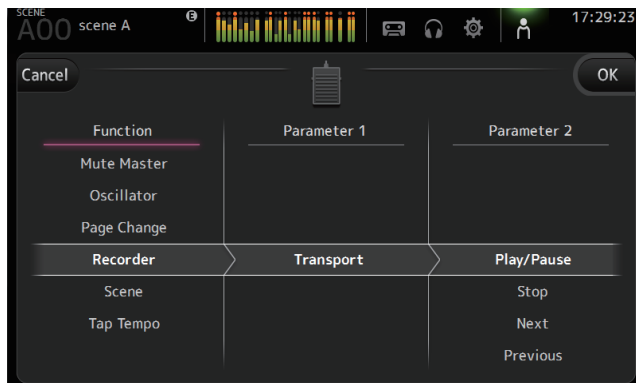 SCENE
A00 scene A E 17:29:23
Cancel OK
Function Parameter 1 Parameter 2
Mute Master
Oscillator
Page Change
Recorder Transport Play/Pause
Scene Stop
Tap Tempo Next
Previous